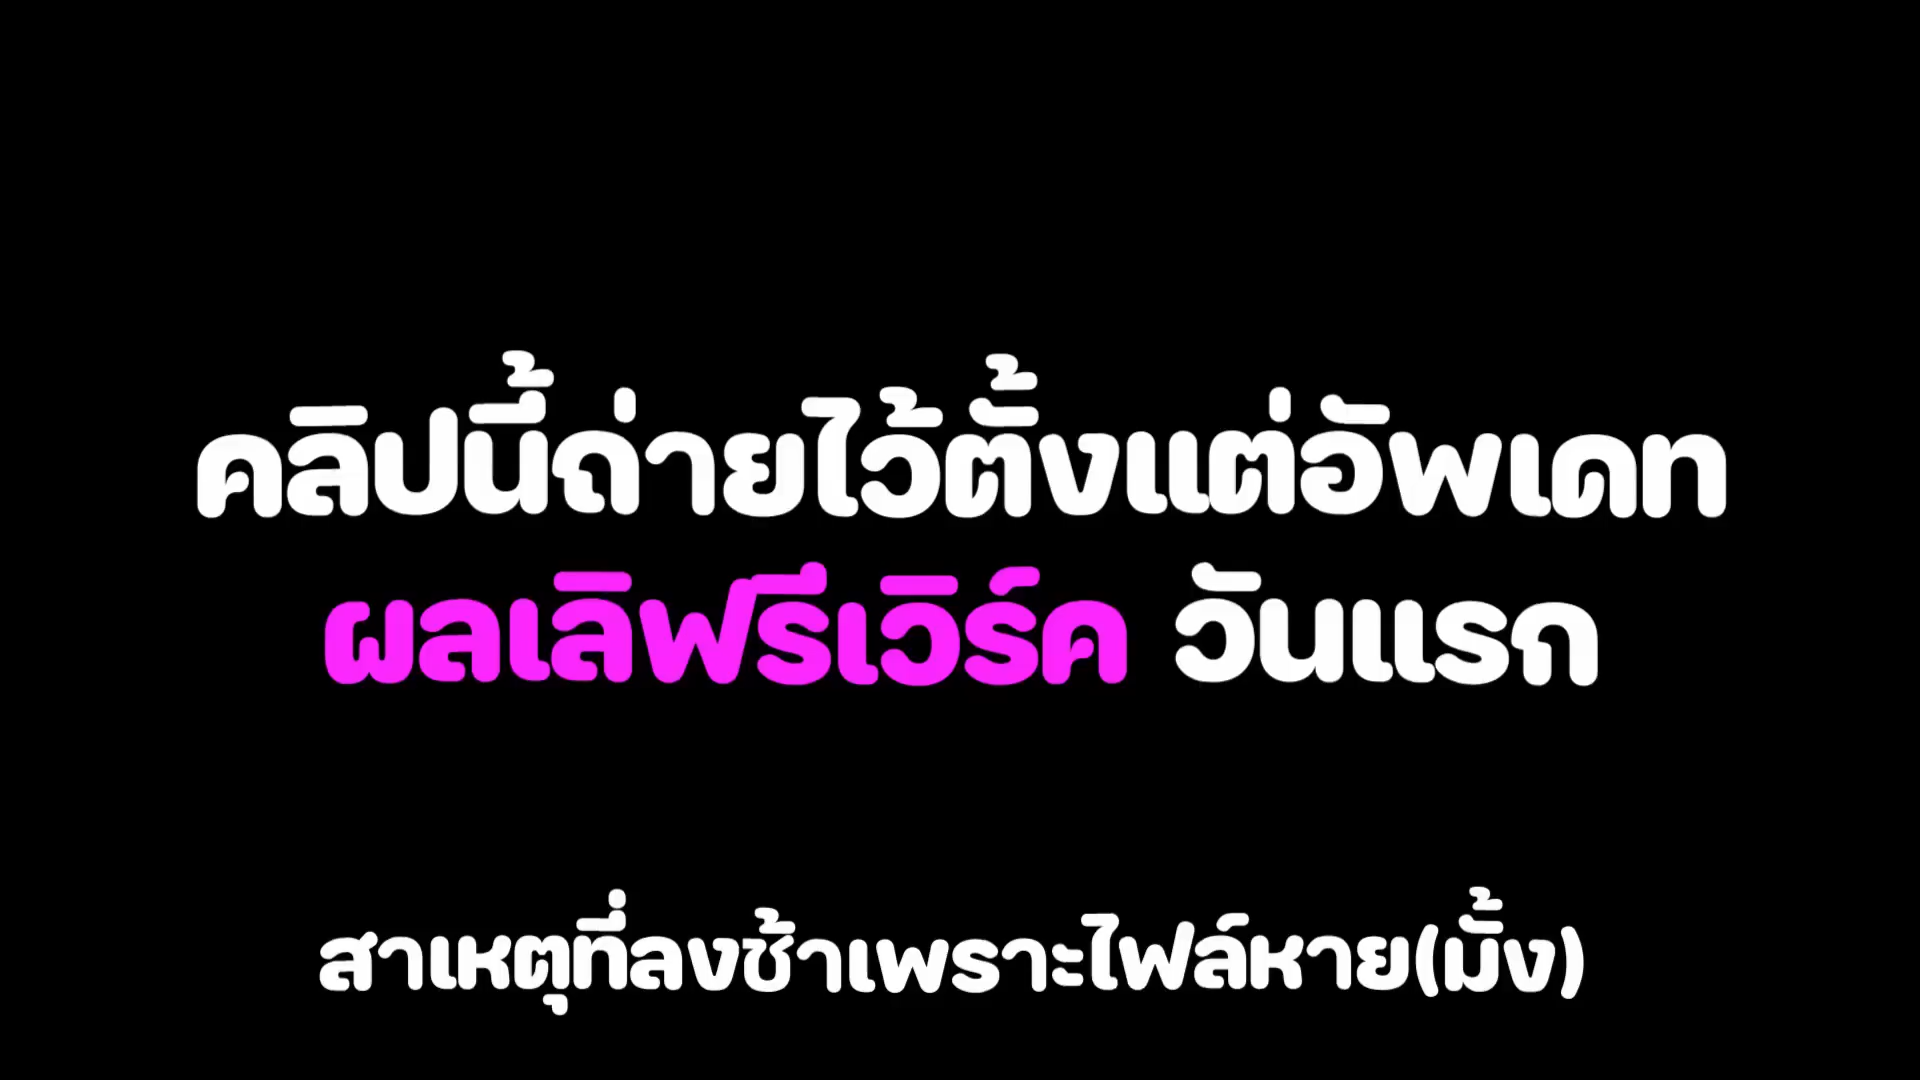 คลิปนี้ถ่ายไว้ตั้งแต่อัพเดท
ผลเลิฟรีเวิร์ค วันแรก
สาเหตุที่ลงช้าเพราะไฟล์หาย(มั้ง)